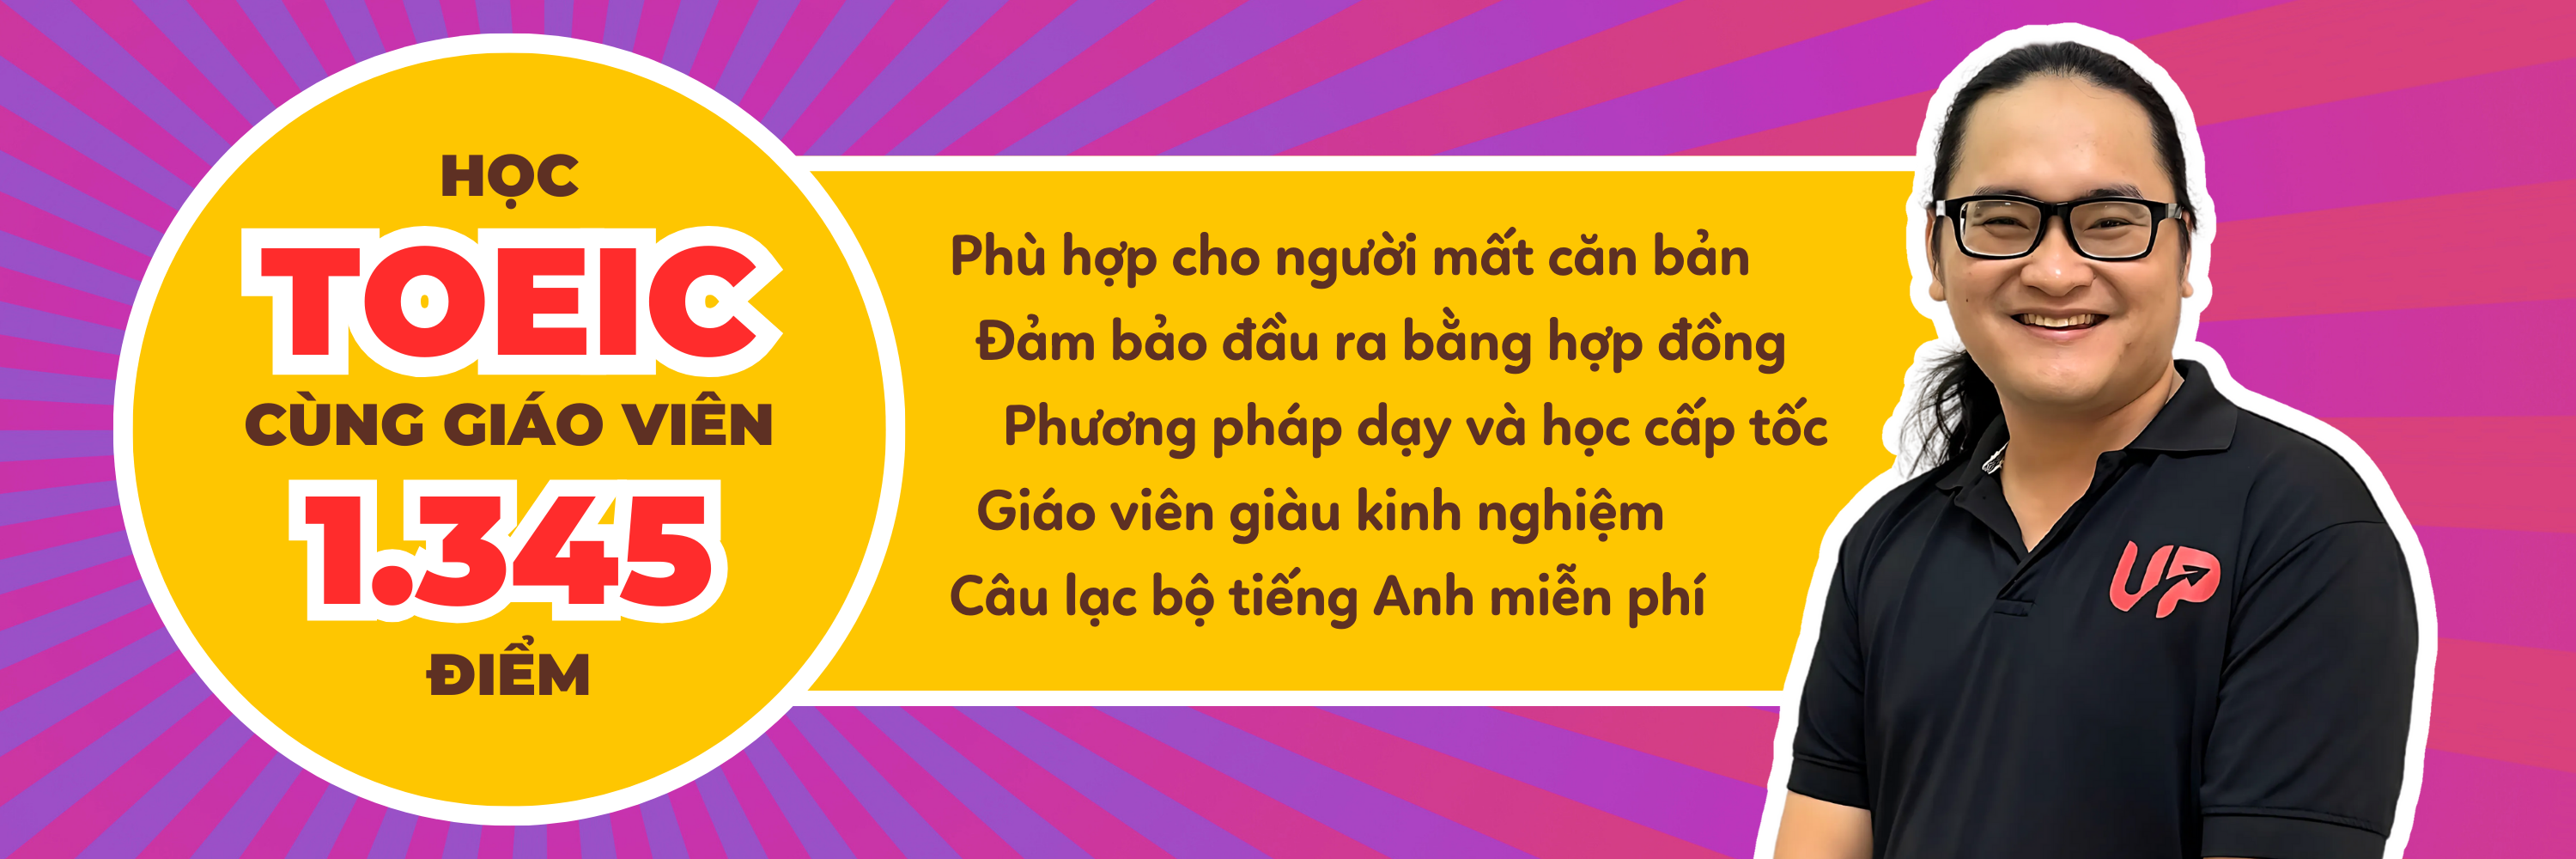 HỌC
TOEIC
CÙNG GIÁO VIÊN
1.345
ĐIỂM
Phù hợp cho người mất căn bản
Đảm bảo đầu ra bằng hợp đồng
Phương pháp dạy và học cấp tốc
Giáo viên giàu kinh nghiệm
Câu lạc bộ tiếng Anh miễn phí
UP